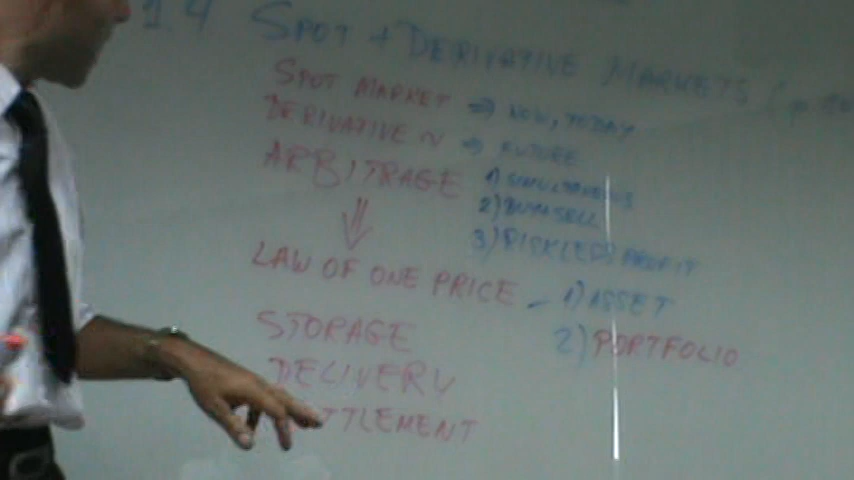 1.4 SPOT + DERIVATIVE MARKETS (p.
SPOT MARKET => NOW, TODAY
DERIVATIVE ~ => FUTURE
ARBITRAGE 1) SIMULTANEOUS
2) BUY+SELL
3) RISKLESS PROFIT
LAW OF ONE PRICE - 1) ASSET
2) PORTFOLIO
STORAGE
DELIVERY
TTLEMENT